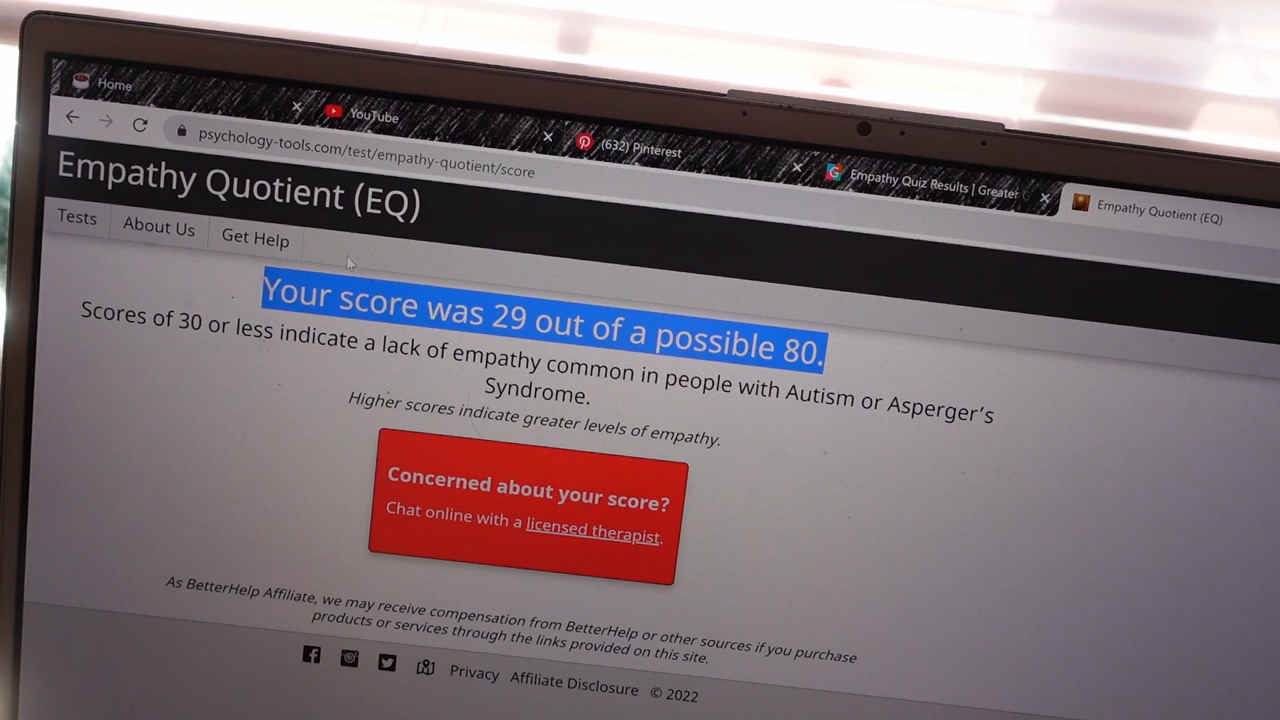 Home
YouTube
(632) Pinterest
Empathy Quiz Results | Greater
Empathy Quotient (EQ)
psychology-tools.com/test/empathy-quotient/score
Empathy Quotient (EQ)
Tests
About Us
Get Help
Your score was 29 out of a possible 80.
Scores of 30 or less indicate a lack of empathy common in people with Autism or Asperger's
Syndrome.
Higher scores indicate greater levels of empathy.
Concerned about your score?
Chat online with a licensed therapist.
As BetterHelp Affiliate, we may receive compensation from BetterHelp or other sources if you purchase
products or services through the links provided on this site.
Privacy Affiliate Disclosure © 2022